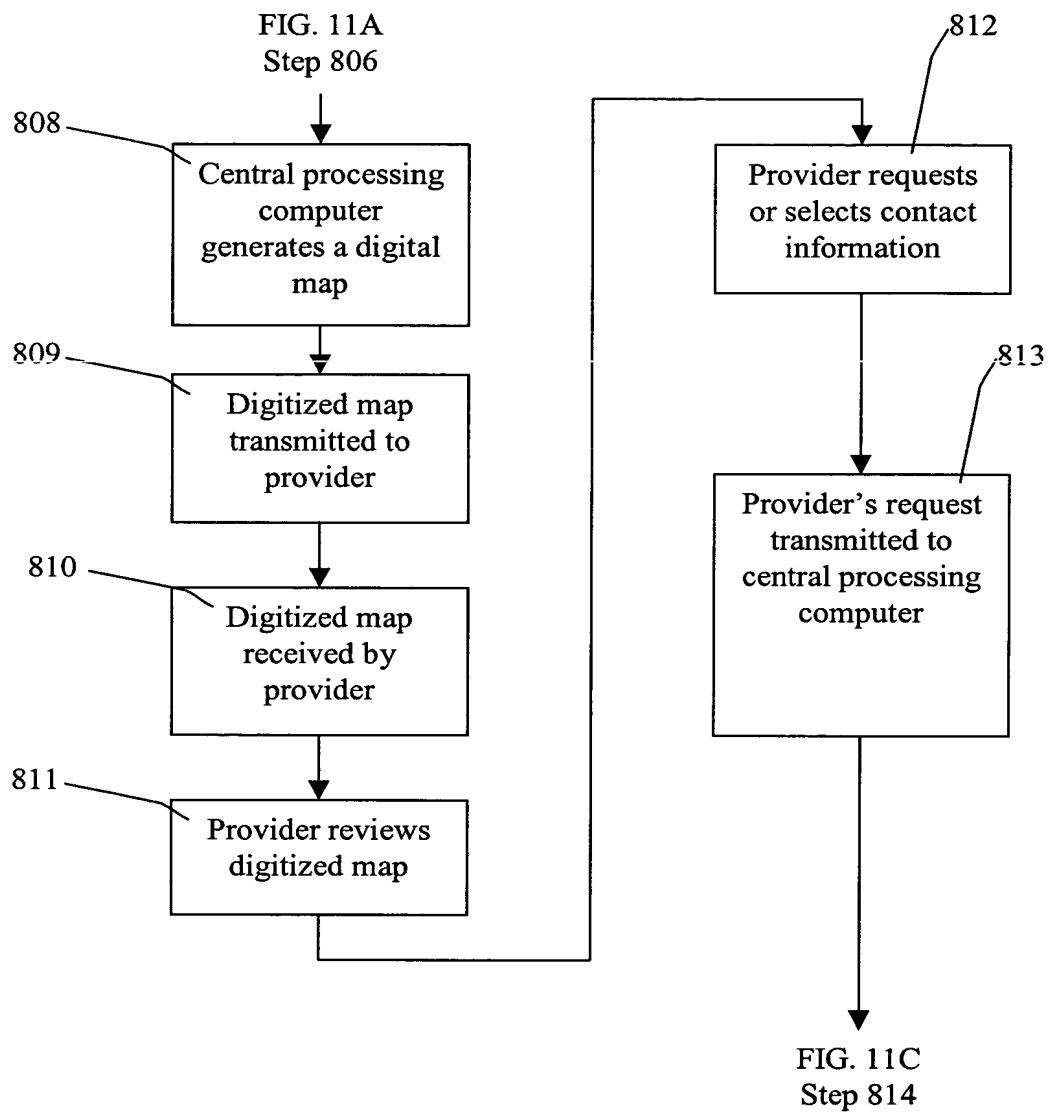 FIG. 11A
Step 806
808
Central processing
computer
generates a digital
map
809
Digitized map
transmitted to
provider
810
Digitized map
received by
provider
811
Provider reviews
digitized map
812
Provider requests
or selects contact
information
813
Provider’s request
transmitted to
central processing
computer
FIG. 11C
Step 814